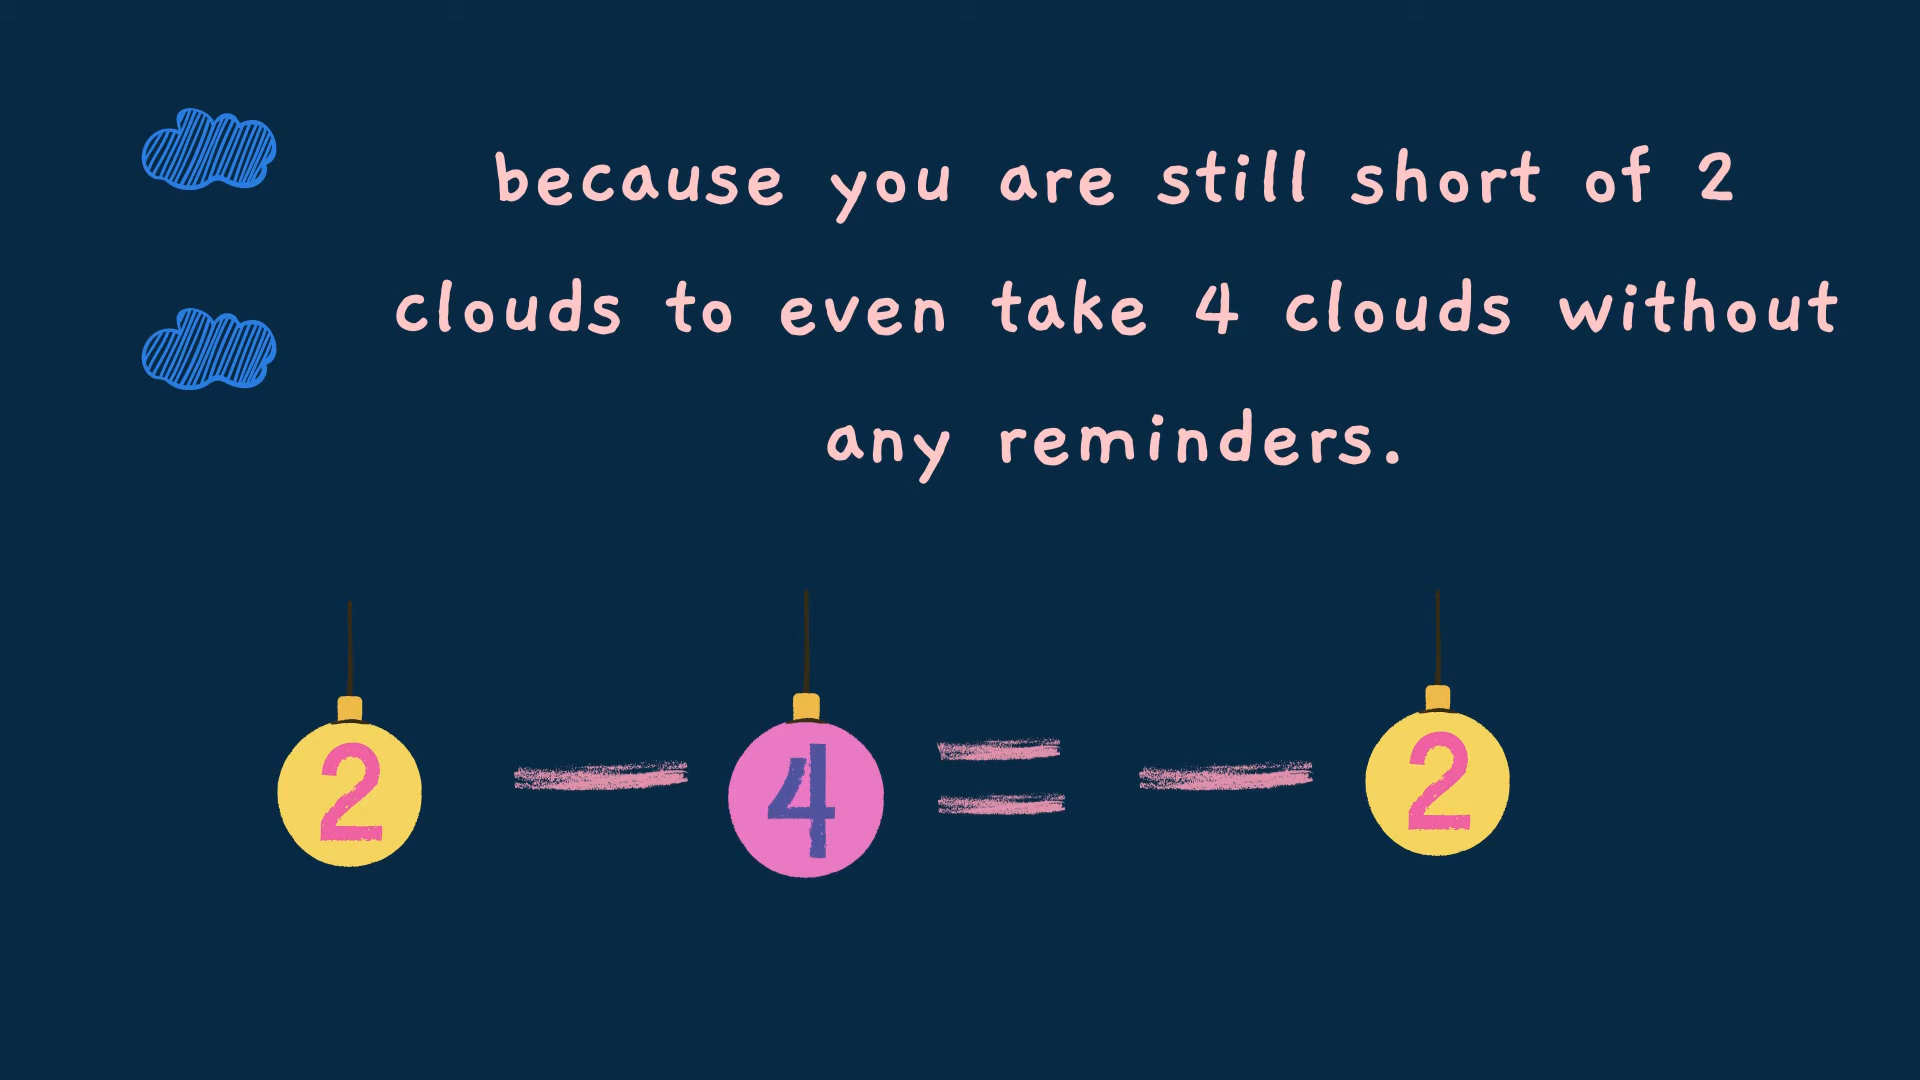 because you are still short of 2
clouds to even take 4 clouds without
any reminders.
2 - 4 = - 2